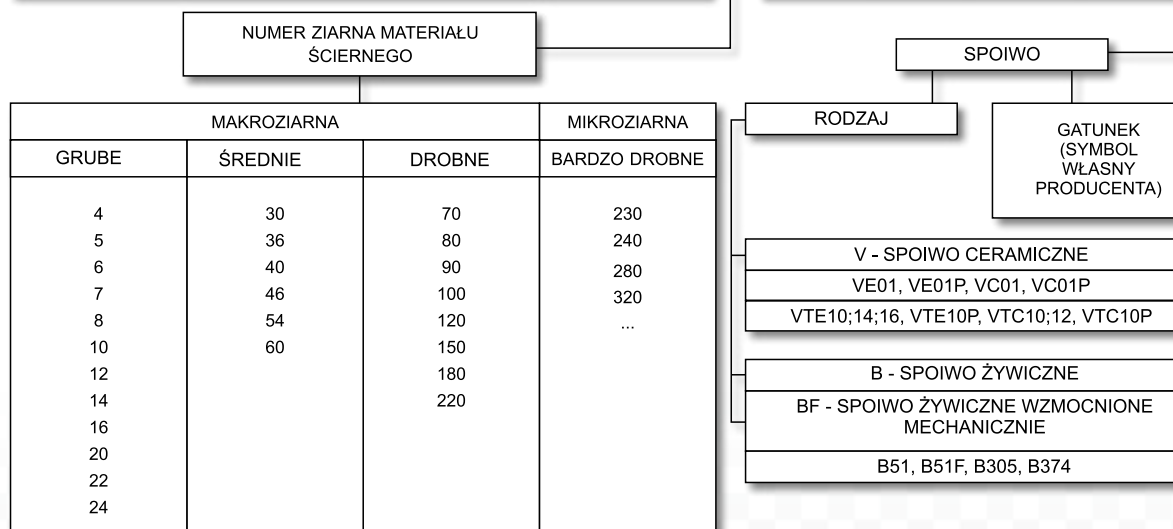 NUMER ZIARNA MATERIAŁU
ŚCIERNEGO
MAKROZIARNA MIKROZIARNA
GRUBE ŚREDNIE DROBNE BARDZO DROBNE
4 30 70 230
5 36 80 240
6 40 90 280
7 46 100 320
8 54 120 ...
10 60 150
12 180
14 220
16
20
22
24
SPOIWO
RODZAJ
GATUNEK
(SYMBOL
WŁASNY
PRODUCENTA)
V - SPOIWO CERAMICZNE
VE01, VE01P, VC01, VC01P
VTE10;14;16, VTE10P, VTC10;12, VTC10P
B - SPOIWO ŻYWICZNE
BF - SPOIWO ŻYWICZNE WZMOCNIONE
MECHANICZNIE
B51, B51F, B305, B374